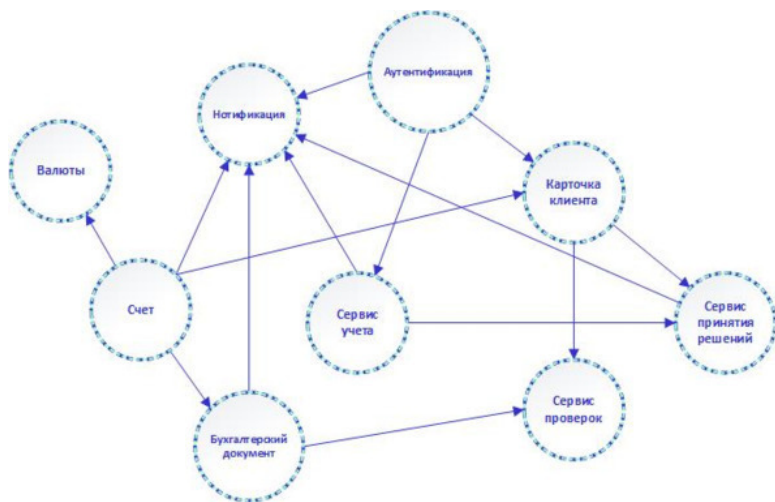 Аутентификация
Нотификация
Валюты
Карточка
клиента
Счет
Сервис
учета
Сервис
принятия
решений
Сервис
проверок
Бухгалтерский
документ